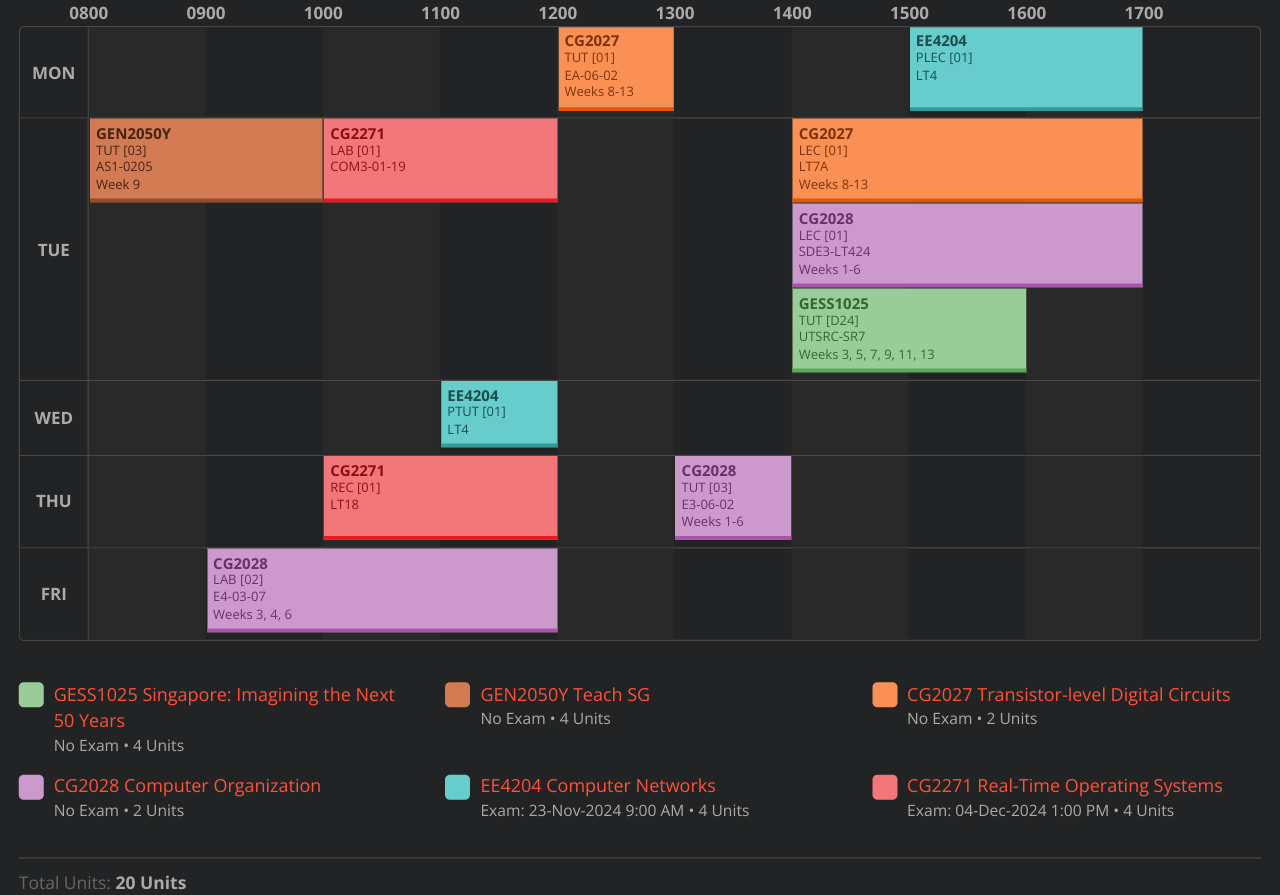 0800 0900 1000 1100 1200 1300 1400 1500 1600 1700
MON
CG2027
TUT [01]
EA-06-02
Weeks 8-13
EE4204
PLEC [01]
LT4
TUE
GEN2050Y
TUT [03]
AS1-0205
Week 9
CG2271
LAB [01]
COM3-01-19
CG2027
LEC [01]
LT7A
Weeks 8-13
CG2028
LEC [01]
SDE3-LT424
Weeks 1-6
GESS1025
TUT [D24]
UTSRC-SR7
Weeks 3, 5, 7, 9, 11, 13
WED
EE4204
PTUT [01]
LT4
THU
CG2271
REC [01]
LT18
CG2028
TUT [03]
E3-06-02
Weeks 1-6
FRI
CG2028
LAB [02]
E4-03-07
Weeks 3, 4, 6
GESS1025 Singapore: Imagining the Next
50 Years
No Exam • 4 Units
GEN2050Y Teach SG
No Exam • 4 Units
CG2027 Transistor-level Digital Circuits
No Exam • 2 Units
CG2028 Computer Organization
No Exam • 2 Units
EE4204 Computer Networks
Exam: 23-Nov-2024 9:00 AM • 4 Units
CG2271 Real-Time Operating Systems
Exam: 04-Dec-2024 1:00 PM • 4 Units
Total Units: 20 Units